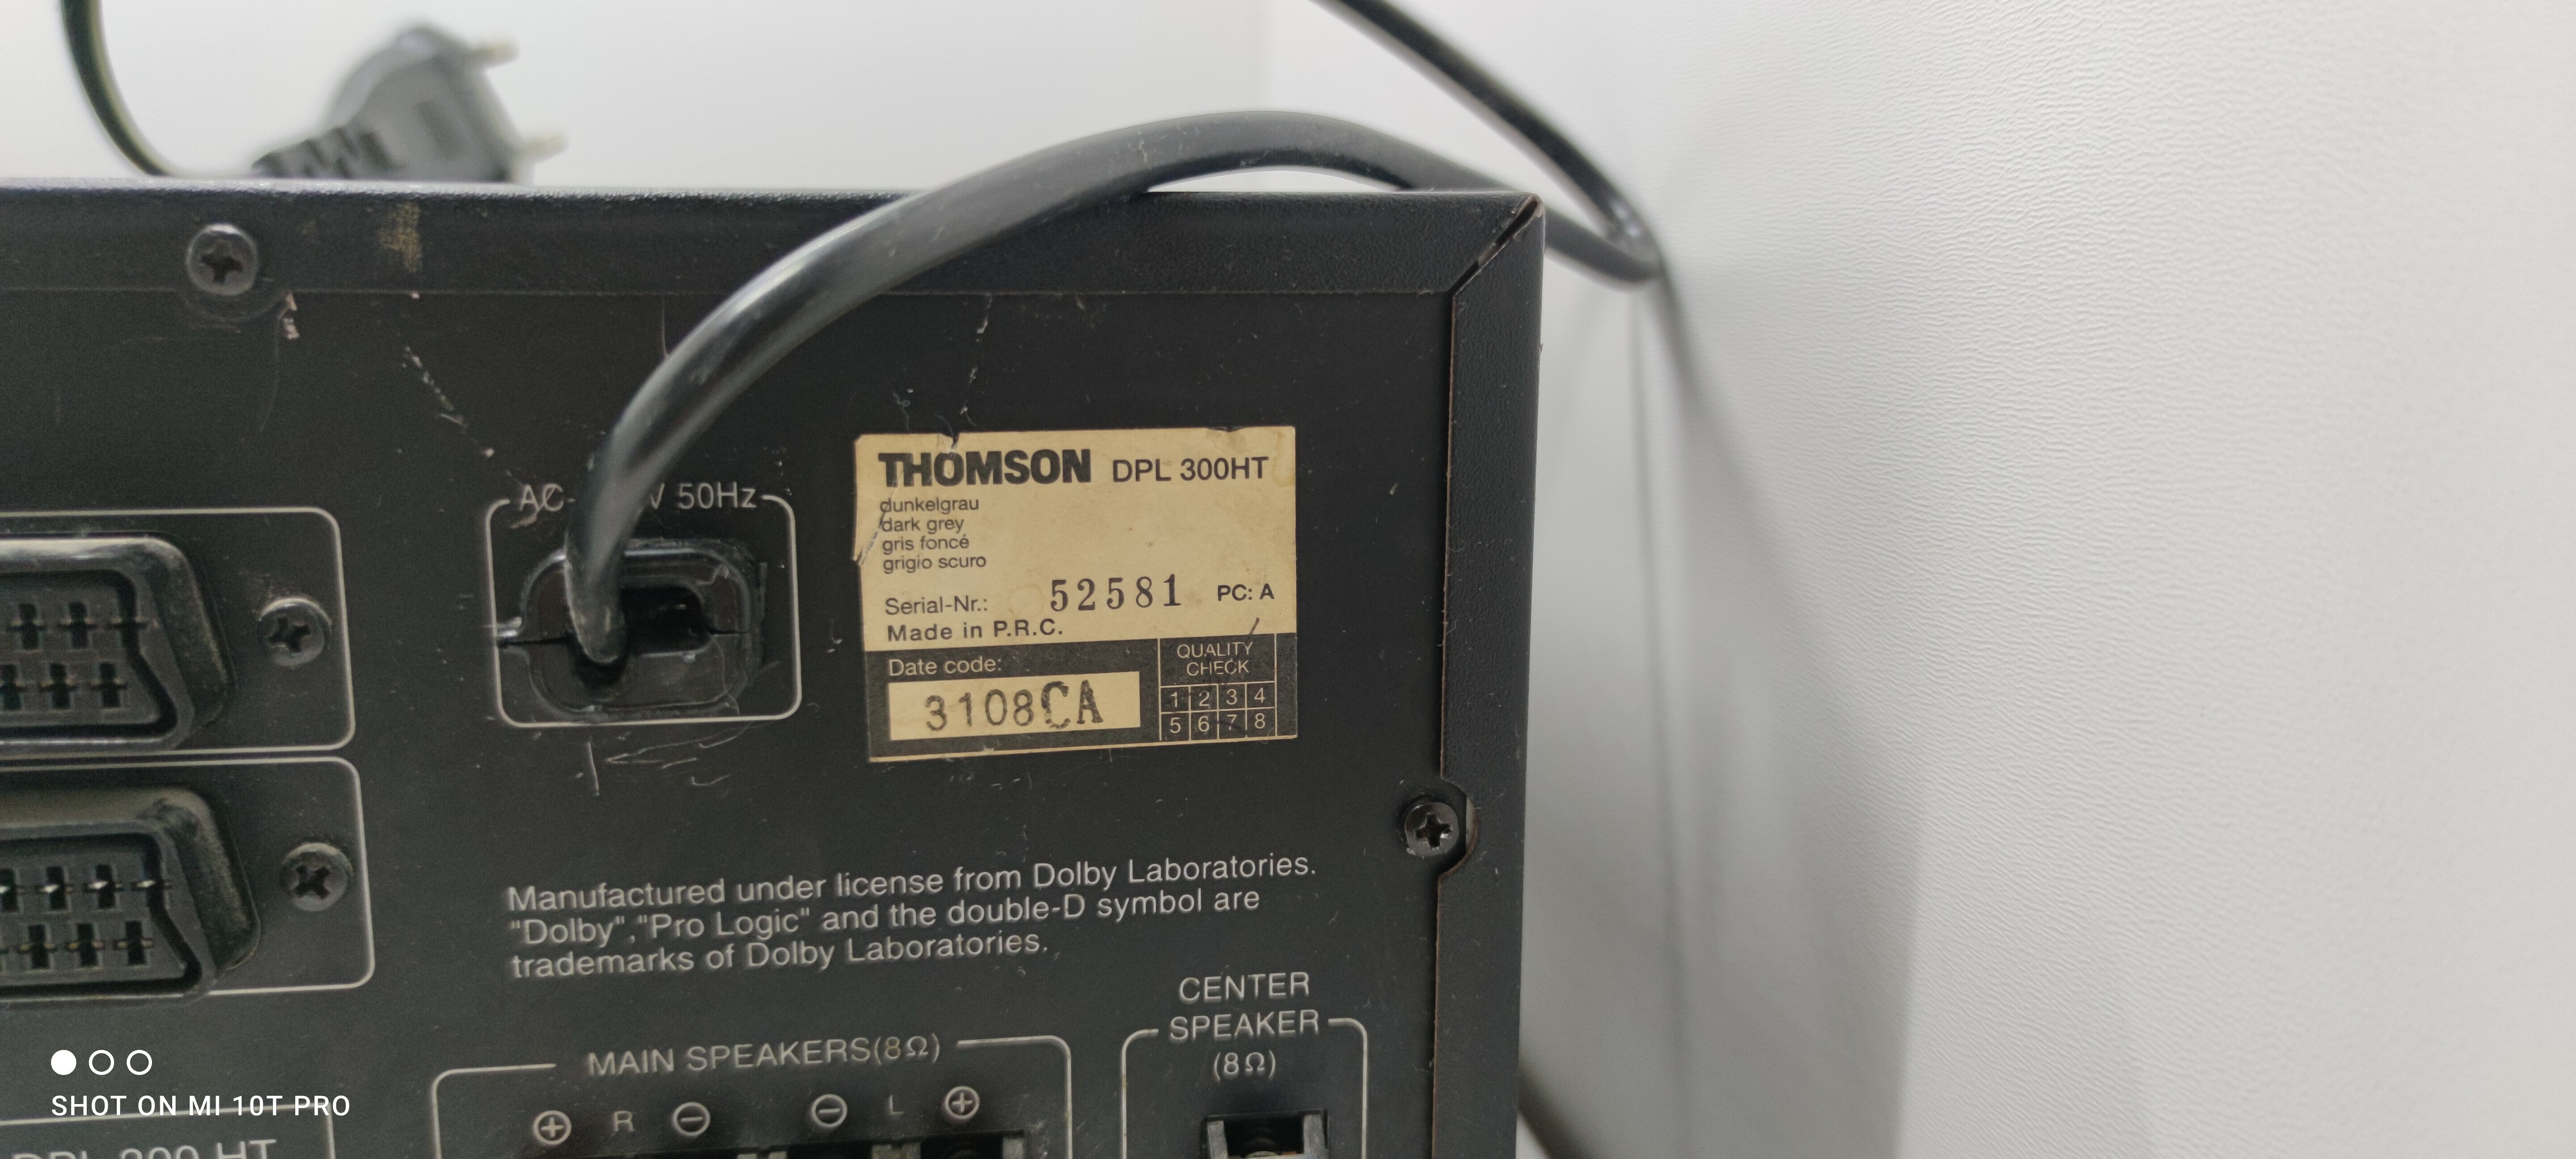 AC- V 50Hz
THOMSON DPL 300HT
dunkelgrau
dark grey
gris foncé
grigio scuro
Serial-Nr.: 52581 PC: A
Made in P.R.C.
Date code:
3108CA
QUALITY
CHECK
1 2 3 4
5 6 7 8
Manufactured under license from Dolby Laboratories.
"Dolby","Pro Logic" and the double-D symbol are
trademarks of Dolby Laboratories.
CENTER
SPEAKER
(8Ω)
MAIN SPEAKERS(8Ω)
+ R - - L +
SHOT ON MI 10T PRO
DPL 300 HT